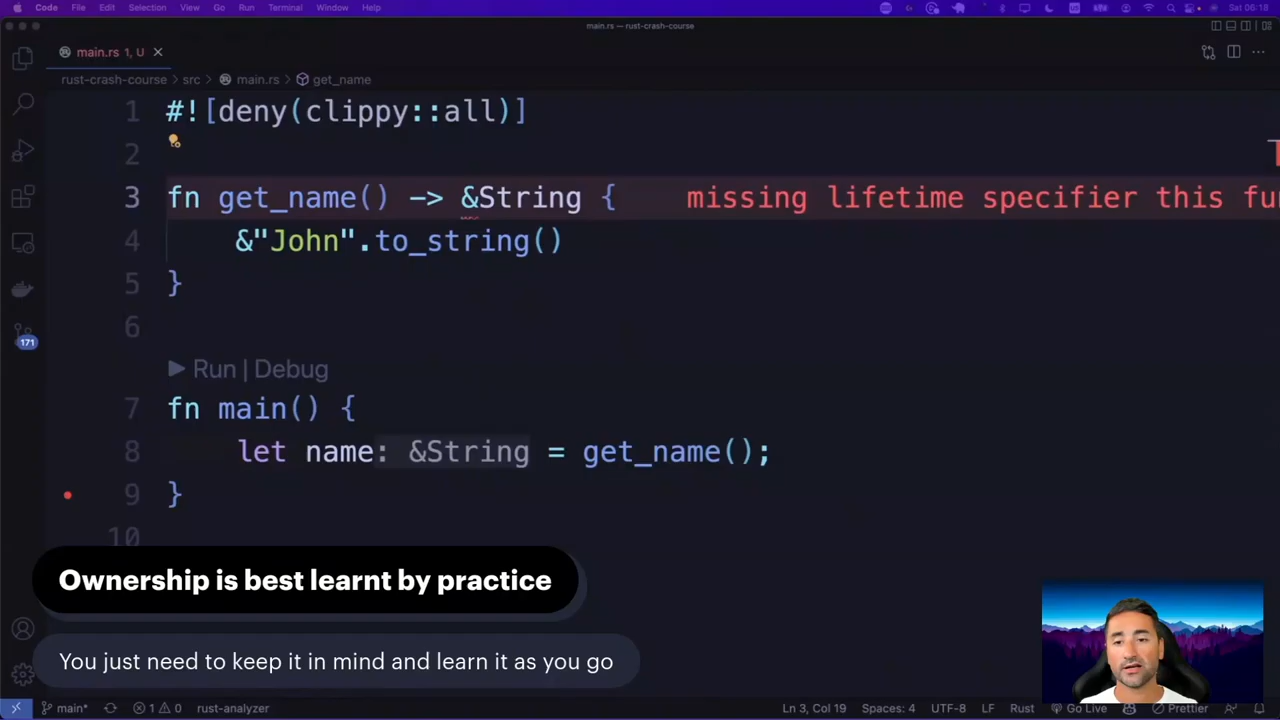 Code File Edit Selection View Go Run Terminal Window Help Sat 06:18
main.rs — rust-crash-course
main.rs 1, U
rust-crash-course > src > main.rs > get_name
1 #![deny(clippy::all)]
2
3 fn get_name() -> &String { missing lifetime specifier this fu
4 &"John".to_string()
5 }
6
Run | Debug
7 fn main() {
8 let name: &String = get_name();
9 }
10
171
Ownership is best learnt by practice
You just need to keep it in mind and learn it as you go
main* 1 0 rust-analyzer Ln 3, Col 19 Spaces: 4 UTF-8 LF Rust Go Live Prettier